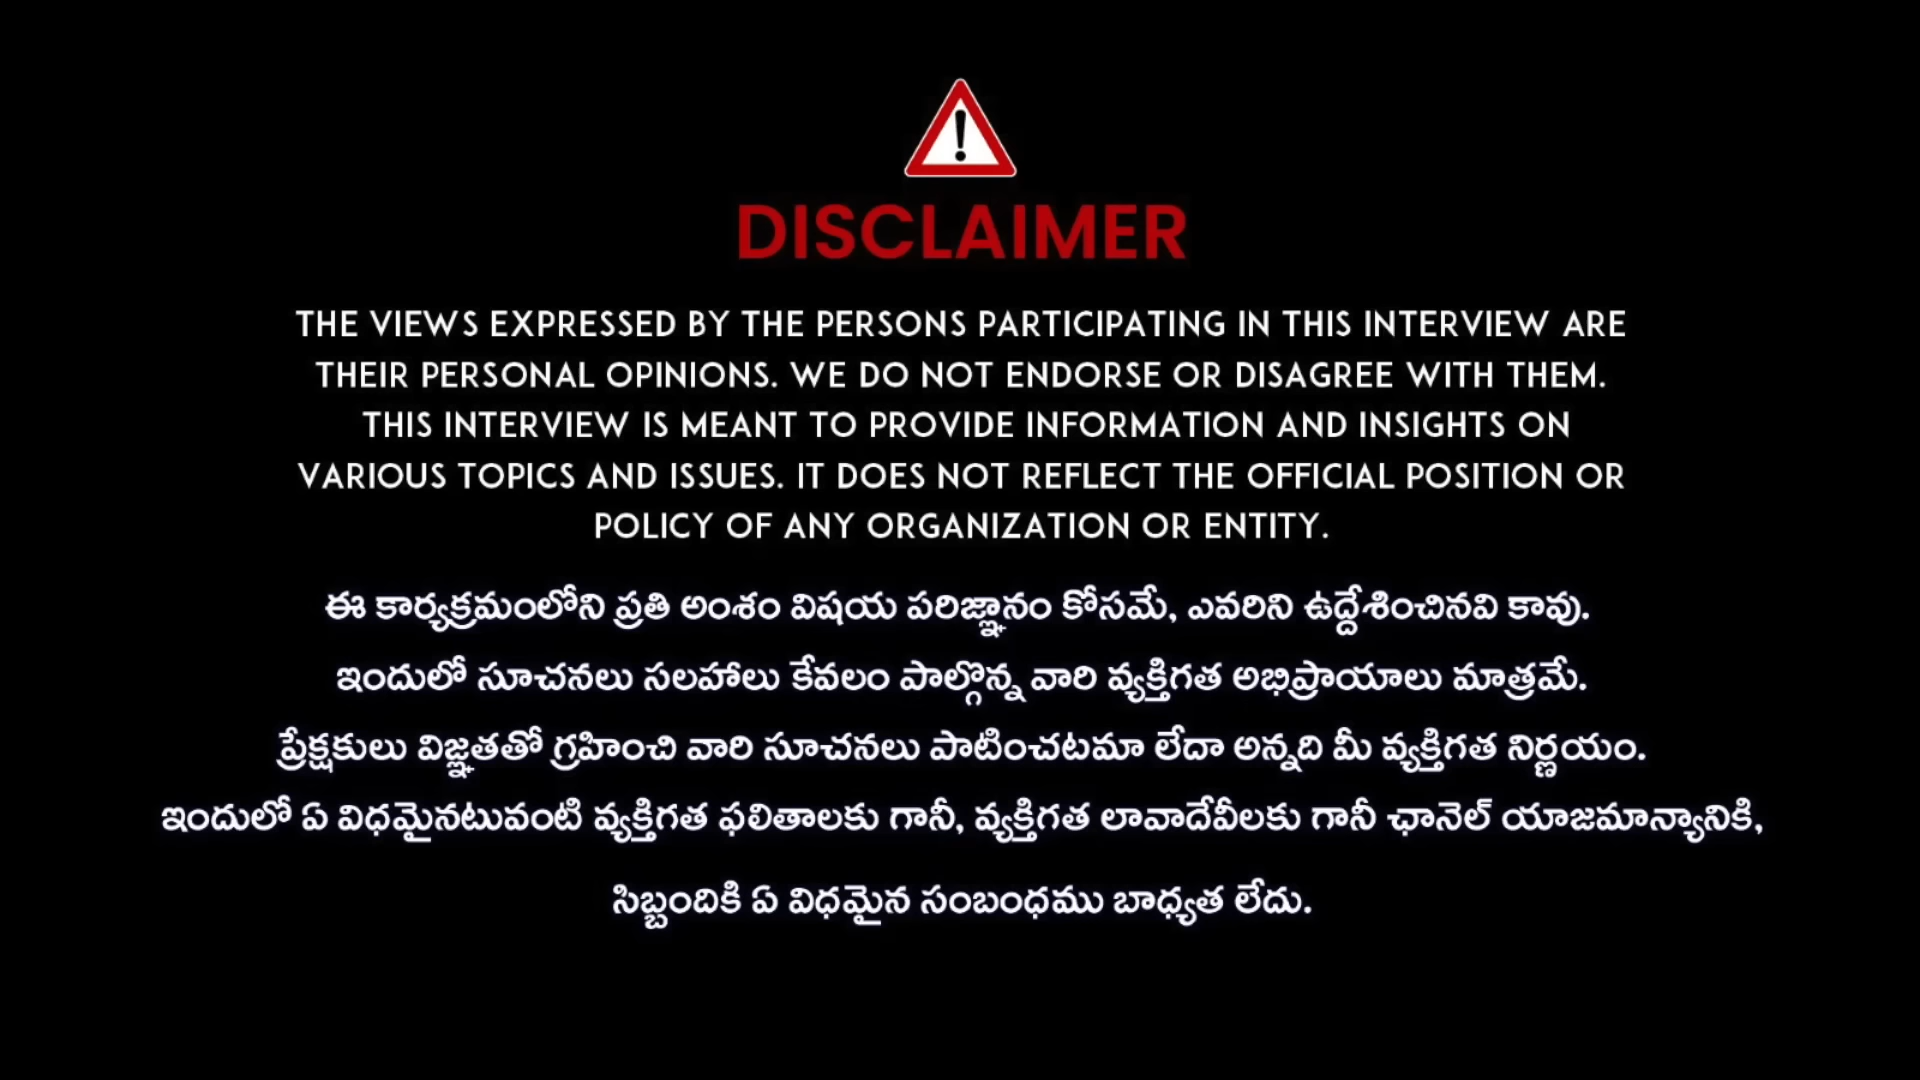 DISCLAIMER
THE VIEWS EXPRESSED BY THE PERSONS PARTICIPATING IN THIS INTERVIEW ARE
THEIR PERSONAL OPINIONS. WE DO NOT ENDORSE OR DISAGREE WITH THEM.
THIS INTERVIEW IS MEANT TO PROVIDE INFORMATION AND INSIGHTS ON
VARIOUS TOPICS AND ISSUES. IT DOES NOT REFLECT THE OFFICIAL POSITION OR
POLICY OF ANY ORGANIZATION OR ENTITY.
ఈ కార్యక్రమంలోని ప్రతి అంశం విషయ పరిజ్ఞానం కోసమే, ఎవరిని ఉద్దేశించినవి కావు.
ఇందులో సూచనలు సలహాలు కేవలం పాల్గొన్న వారి వ్యక్తిగత అభిప్రాయాలు మాత్రమే.
ప్రేక్షకులు విజ్ఞతతో గ్రహించి వారి సూచనలు పాటించటమా లేదా అన్నది మీ వ్యక్తిగత నిర్ణయం.
ఇందులో ఏ విధమైనటువంటి వ్యక్తిగత ఫలితాలకు గానీ, వ్యక్తిగత లావాదేవీలకు గానీ ఛానెల్ యాజమాన్యానికి,
సిబ్బందికి ఏ విధమైన సంబంధము బాధ్యత లేదు.